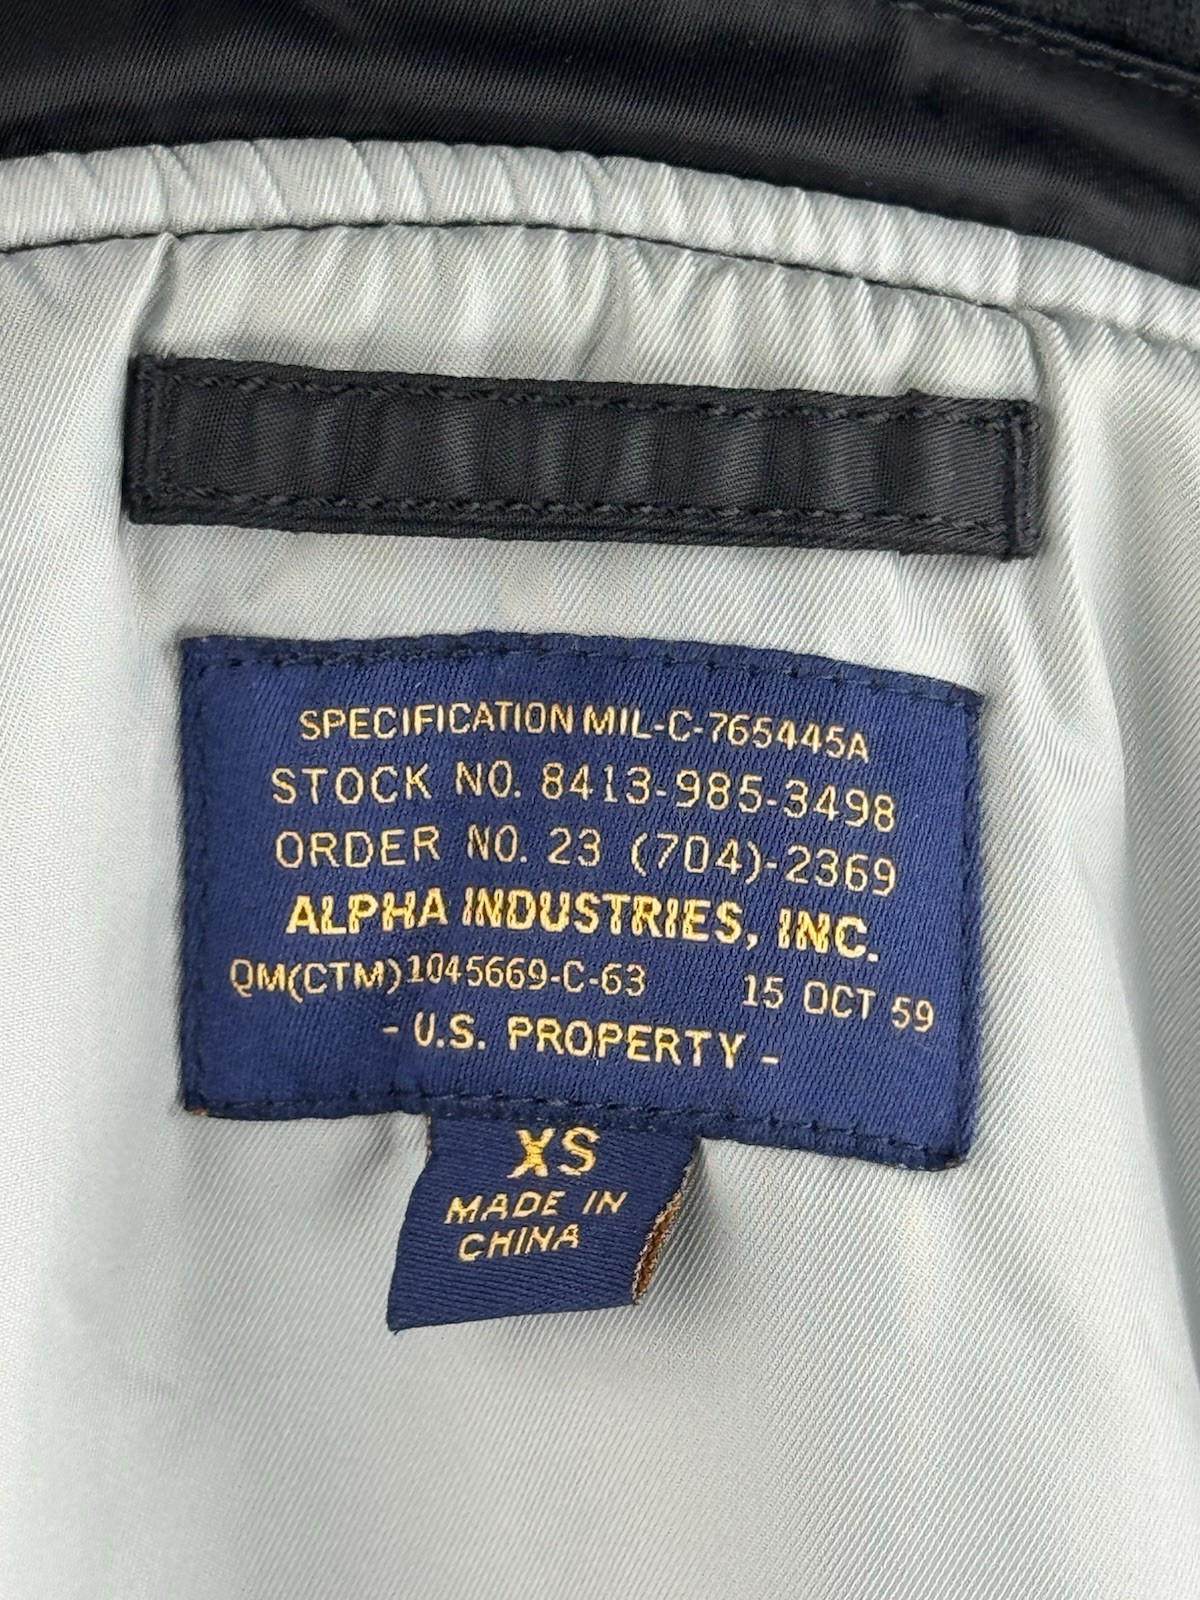 SPECIFICATION MIL-C-765445A
STOCK NO. 8413-985-3498
ORDER NO. 23 (704)-2369
ALPHA INDUSTRIES, INC.
QM(CTM)1045669-C-63 15 OCT 59
- U.S. PROPERTY -
XS
MADE IN
CHINA